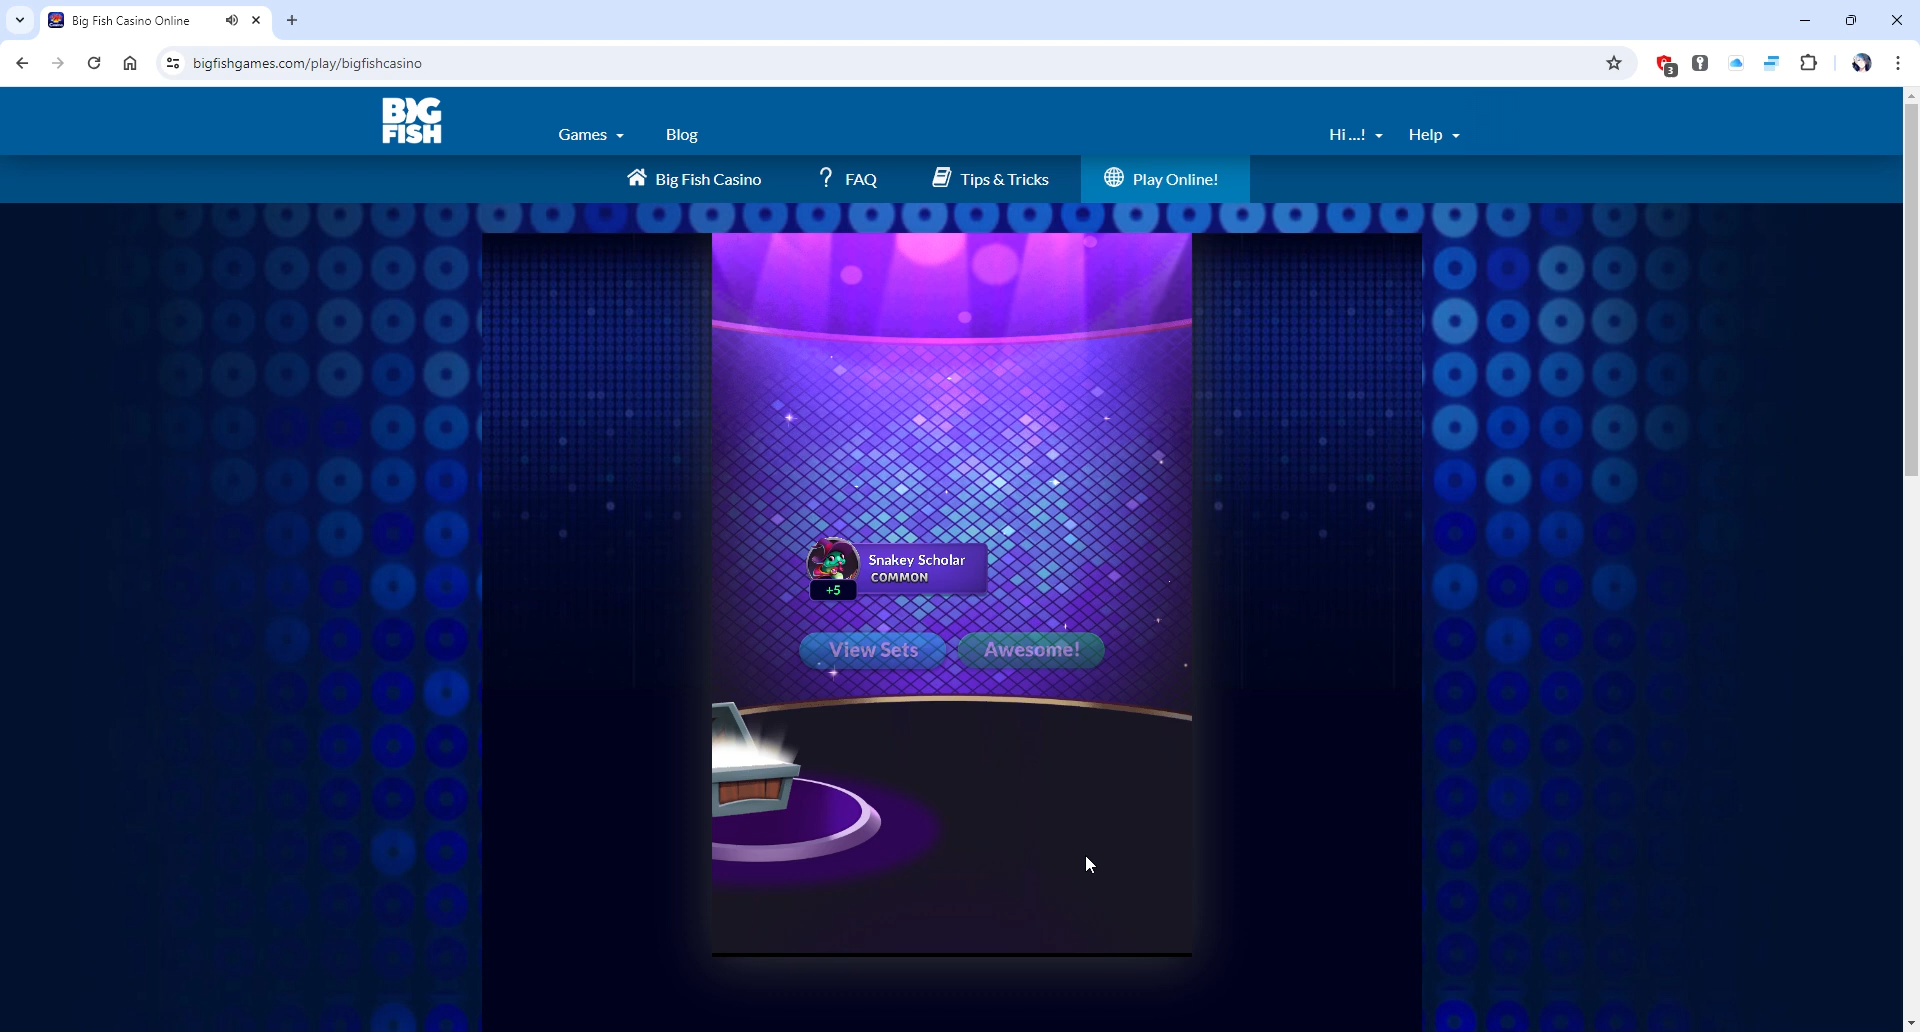 Big Fish Casino Online
bigfishgames.com/play/bigfishcasino
3
BIG
FISH
Games
Blog
Hi ...!
Help
Big Fish Casino
? FAQ
Tips & Tricks
Play Online!
Snakey Scholar
COMMON
+5
View Sets
Awesome!